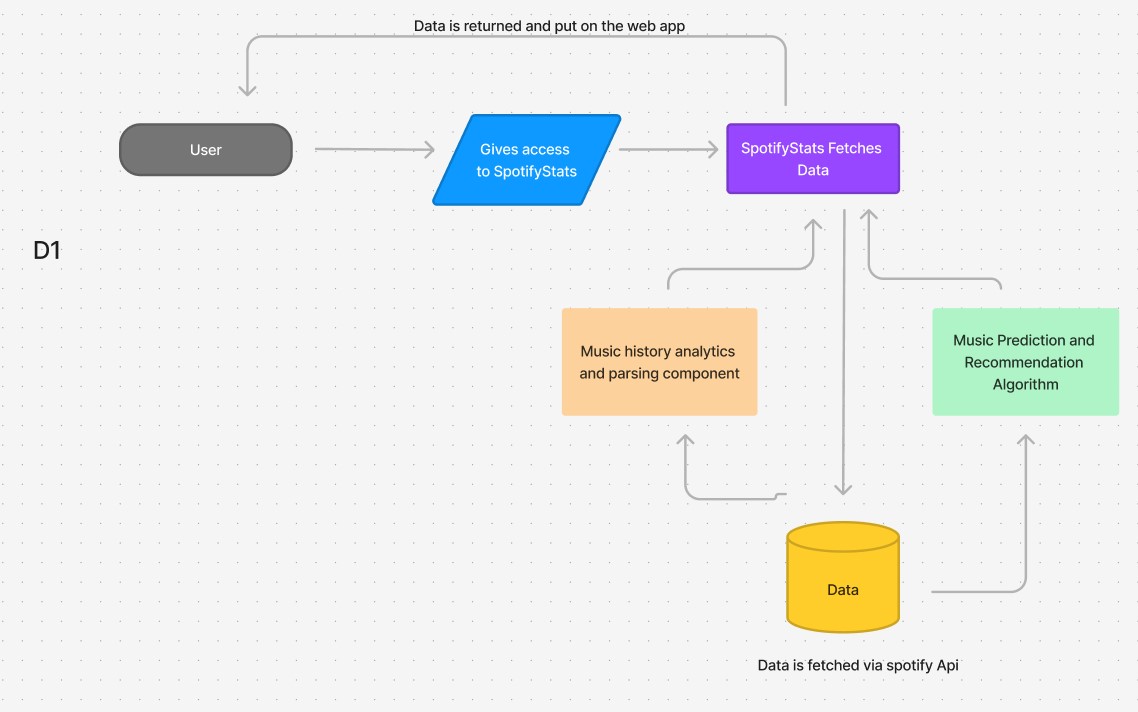 Data is returned and put on the web app
User
Gives access
to SpotifyStats
SpotifyStats Fetches
Data
D1
Music history analytics
and parsing component
Music Prediction and
Recommendation
Algorithm
Data
Data is fetched via spotify Api